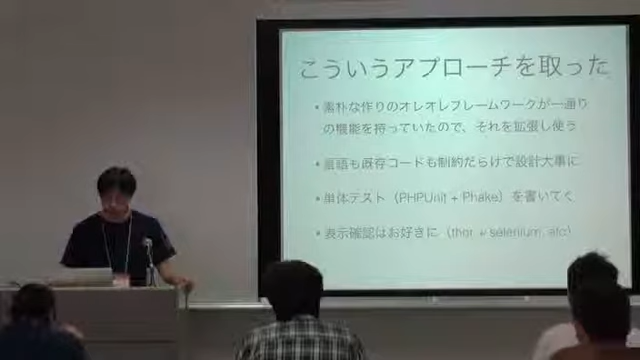 こういうアプローチを取った
・素朴な作りのオレオレフレームワークが一通り
の機能を持っていたので、それを拡張し使う
・言語も既存コードも制約だらけで設計大事に
・単体テスト（PHPUnit + Phake）を書いてく
・表示確認はお好きに（thor + selenium, etc）